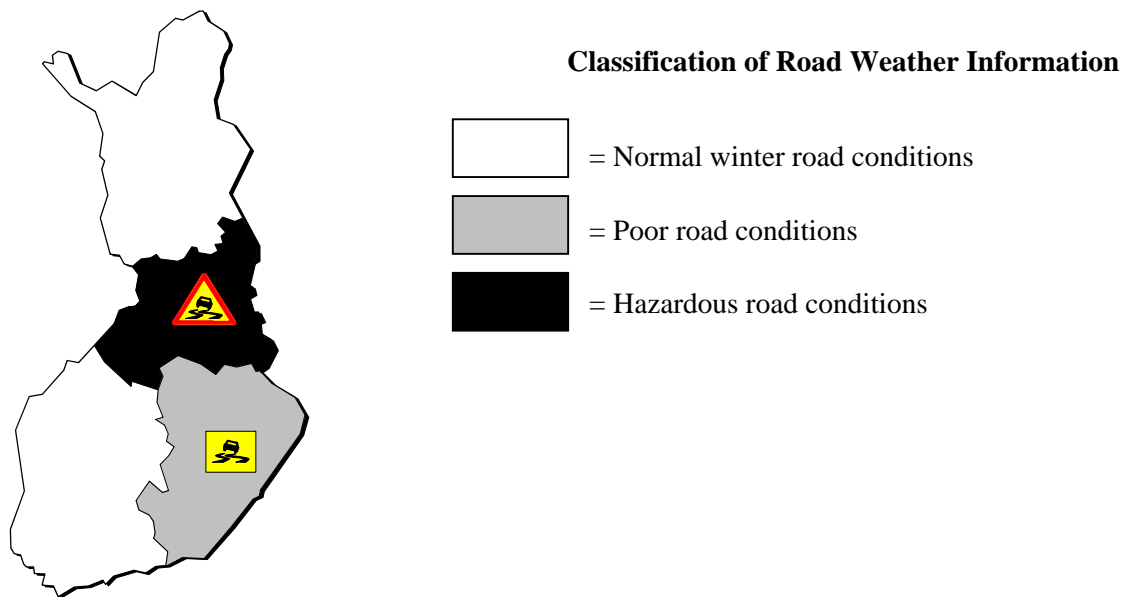 Classification of Road Weather Information
= Normal winter road conditions
= Poor road conditions
= Hazardous road conditions